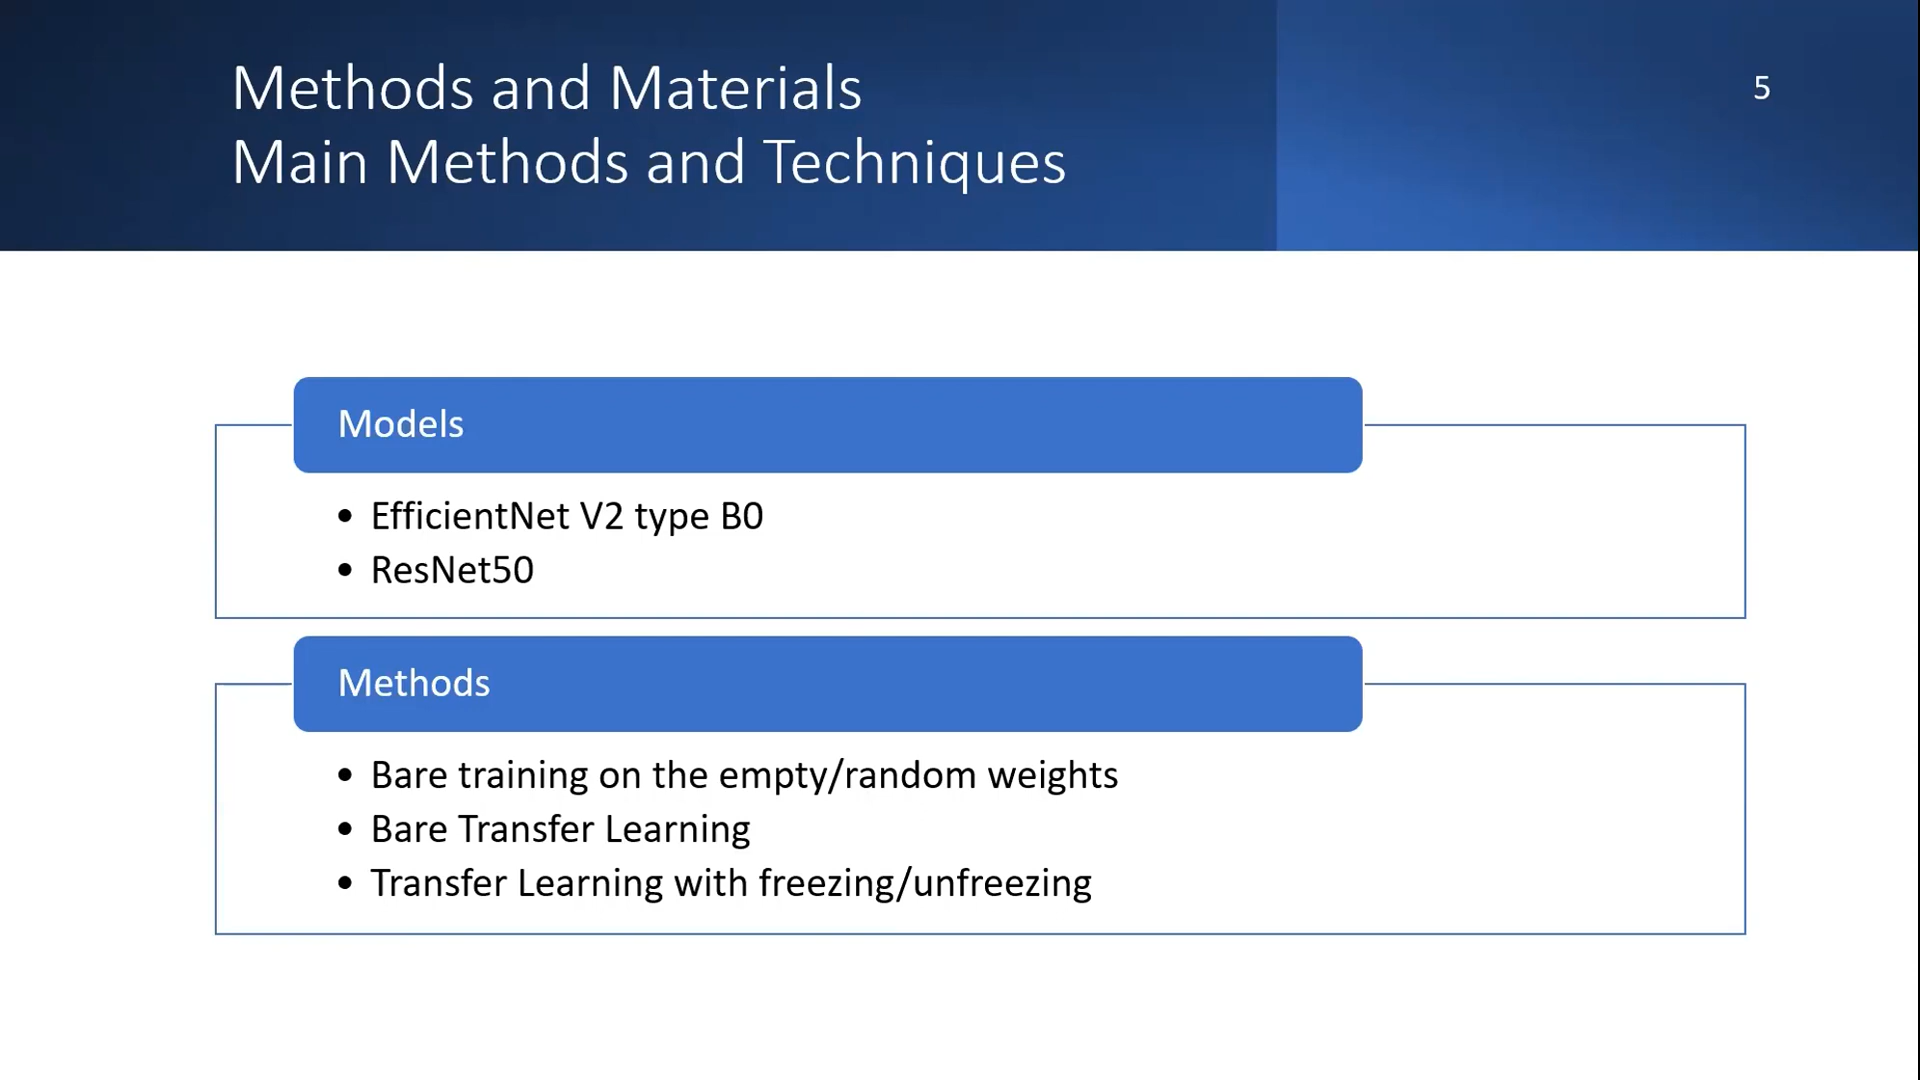 Methods and Materials
Main Methods and Techniques
5
Models
• EfficientNet V2 type B0
• ResNet50
Methods
• Bare training on the empty/random weights
• Bare Transfer Learning
• Transfer Learning with freezing/unfreezing